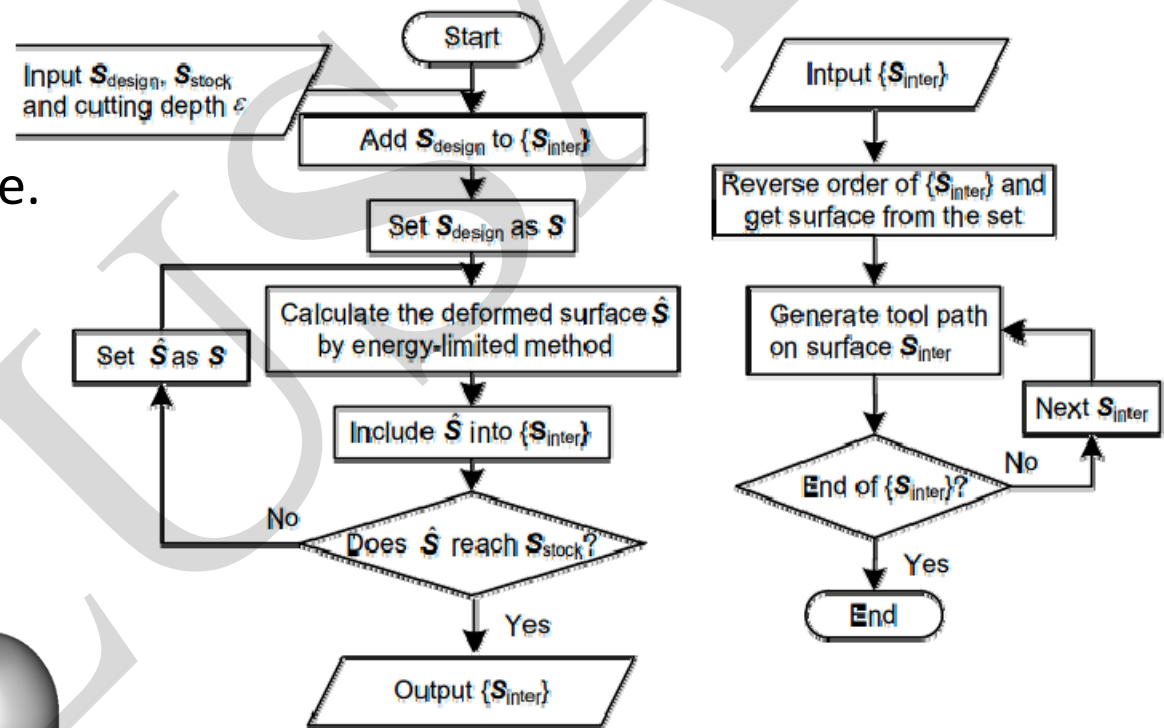 Start
Input S_design, S_stock
and cutting depth ε
e.
Add S_design to {S_inter}
Set S_design as S
Calculate the deformed surface Ŝ
by energy-limited method
Set Ŝ as S
Include Ŝ into {S_inter}
No
Does Ŝ reach S_stock?
Yes
Output {S_inter}
Intput {S_inter}
Reverse order of {S_inter} and
get surface from the set
Generate tool path
on surface S_inter
Next S_inter
No
End of {S_inter}?
Yes
End